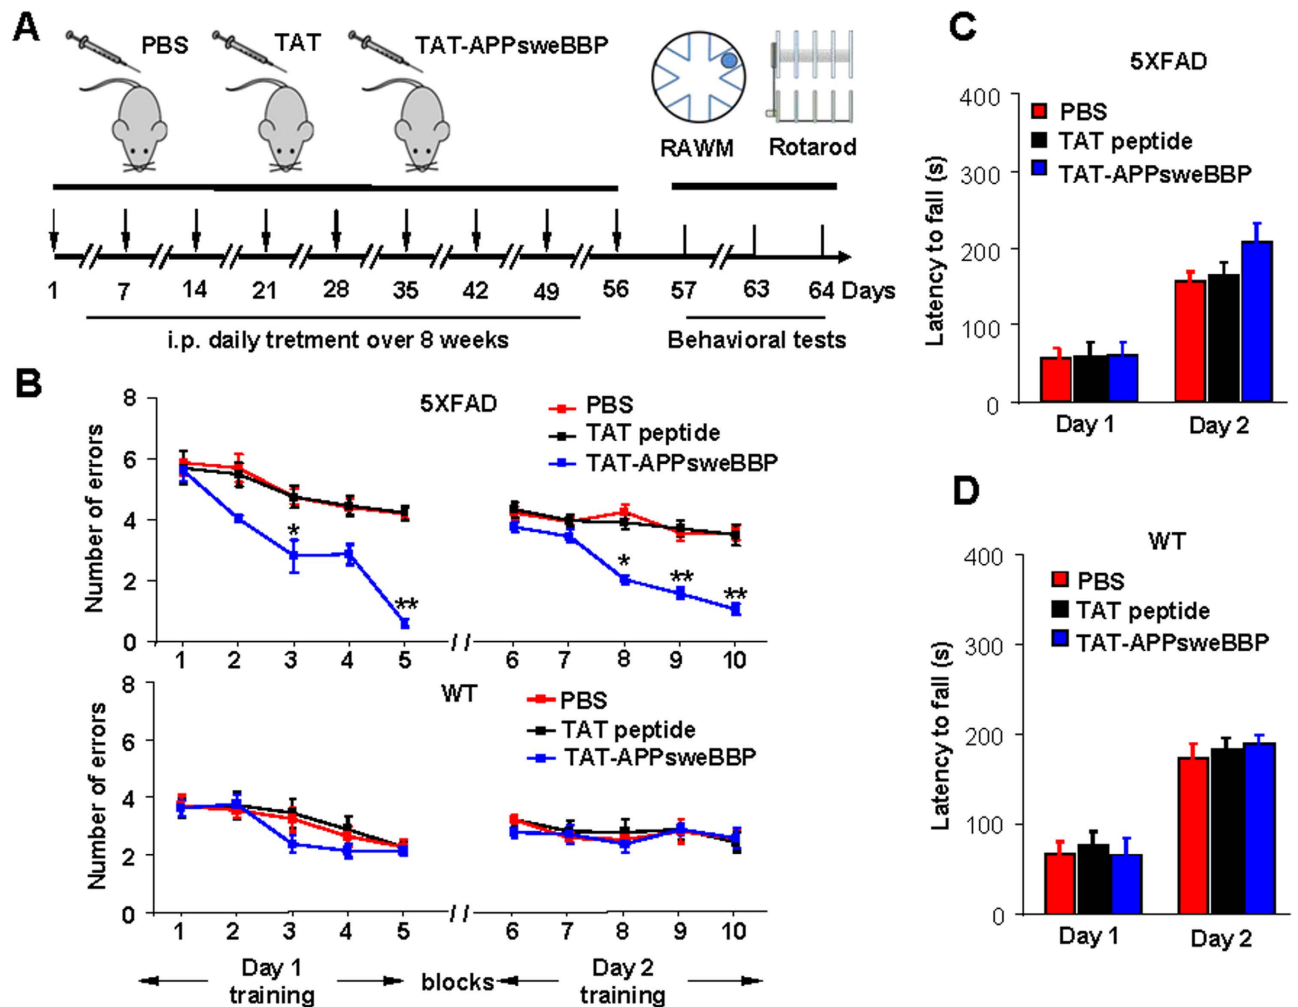 A
PBS
TAT
TAT-APPsweBBP
RAWM
Rotarod
1 7 14 21 28 35 42 49 56 57 63 64 Days
i.p. daily tretment over 8 weeks
Behavioral tests
B
5XFAD
PBS
TAT peptide
TAT-APPsweBBP
Number of errors
8
6
4
2
0
* ** * ** **
1 2 3 4 5 6 7 8 9 10
WT
PBS
TAT peptide
TAT-APPsweBBP
Number of errors
8
6
4
2
0
1 2 3 4 5 6 7 8 9 10
Day 1
training
blocks
Day 2
training
C
5XFAD
PBS
TAT peptide
TAT-APPsweBBP
Latency to fall (s)
400
300
200
100
0
Day 1 Day 2
D
WT
PBS
TAT peptide
TAT-APPsweBBP
Latency to fall (s)
400
300
200
100
0
Day 1 Day 2